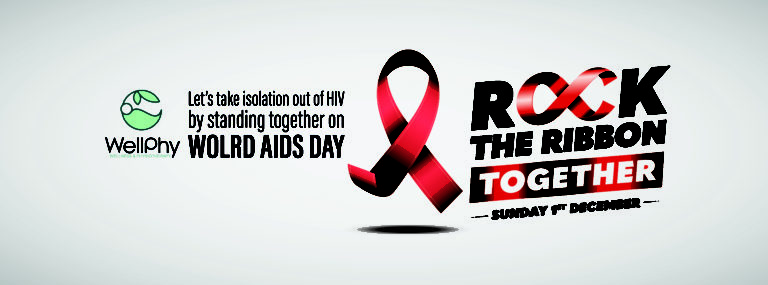 WellPhy
Let's take isolation out of HIV
by standing together on
WOLRD AIDS DAY
ROCK
THE RIBBON
TOGETHER
SUNDAY 1ST DECEMBER